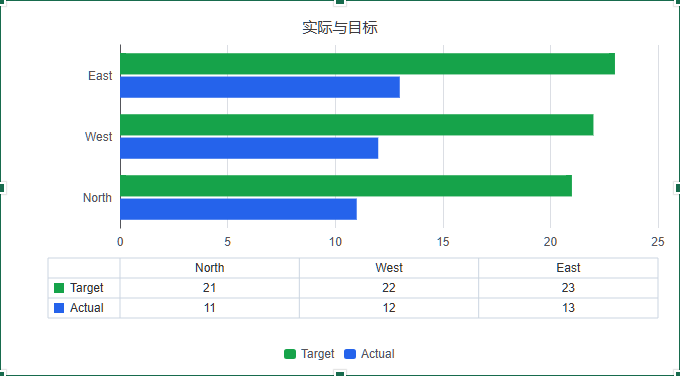 实际与目标
East
West
North
0 5 10 15 20 25
North West East
Target 21 22 23
Actual 11 12 13
Target Actual